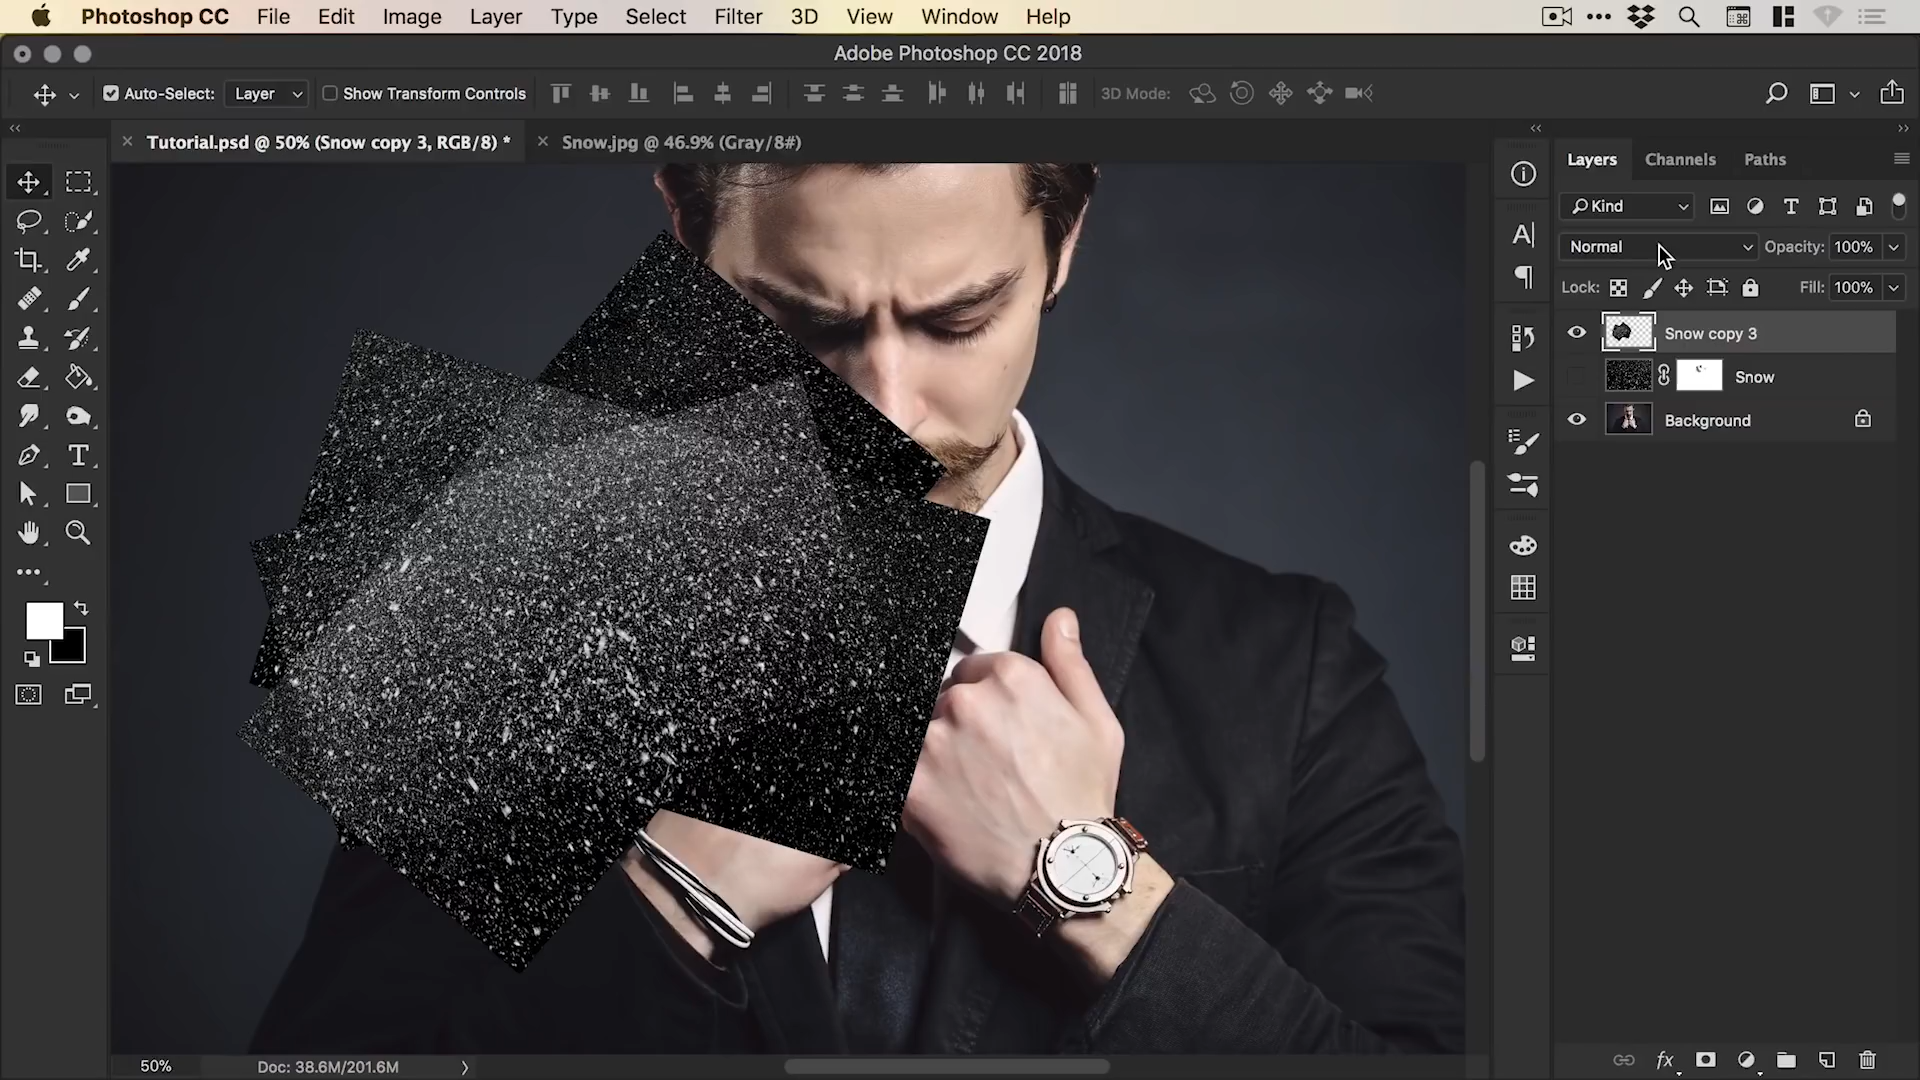 Photoshop CC File Edit Image Layer Type Select Filter 3D View Window Help
Adobe Photoshop CC 2018
Auto-Select: Layer Show Transform Controls 3D Mode:
Tutorial.psd @ 50% (Snow copy 3, RGB/8) * Snow.jpg @ 46.9% (Gray/8#)
Layers Channels Paths
Kind
Normal Opacity: 100%
Lock: Fill: 100%
Snow copy 3
Snow
Background
50% Doc: 38.6M/201.6M